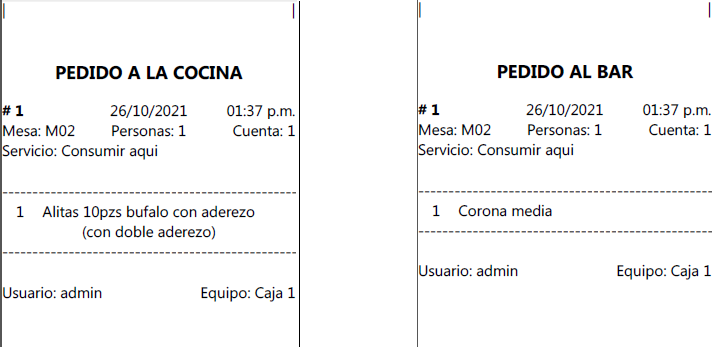 PEDIDO A LA COCINA
# 1 26/10/2021 01:37 p.m.
Mesa: M02 Personas: 1 Cuenta: 1
Servicio: Consumir aqui
1 Alitas 10pzs bufalo con aderezo
(con doble aderezo)
Usuario: admin Equipo: Caja 1
PEDIDO AL BAR
# 1 26/10/2021 01:37 p.m.
Mesa: M02 Personas: 1 Cuenta: 1
Servicio: Consumir aqui
1 Corona media
Usuario: admin Equipo: Caja 1